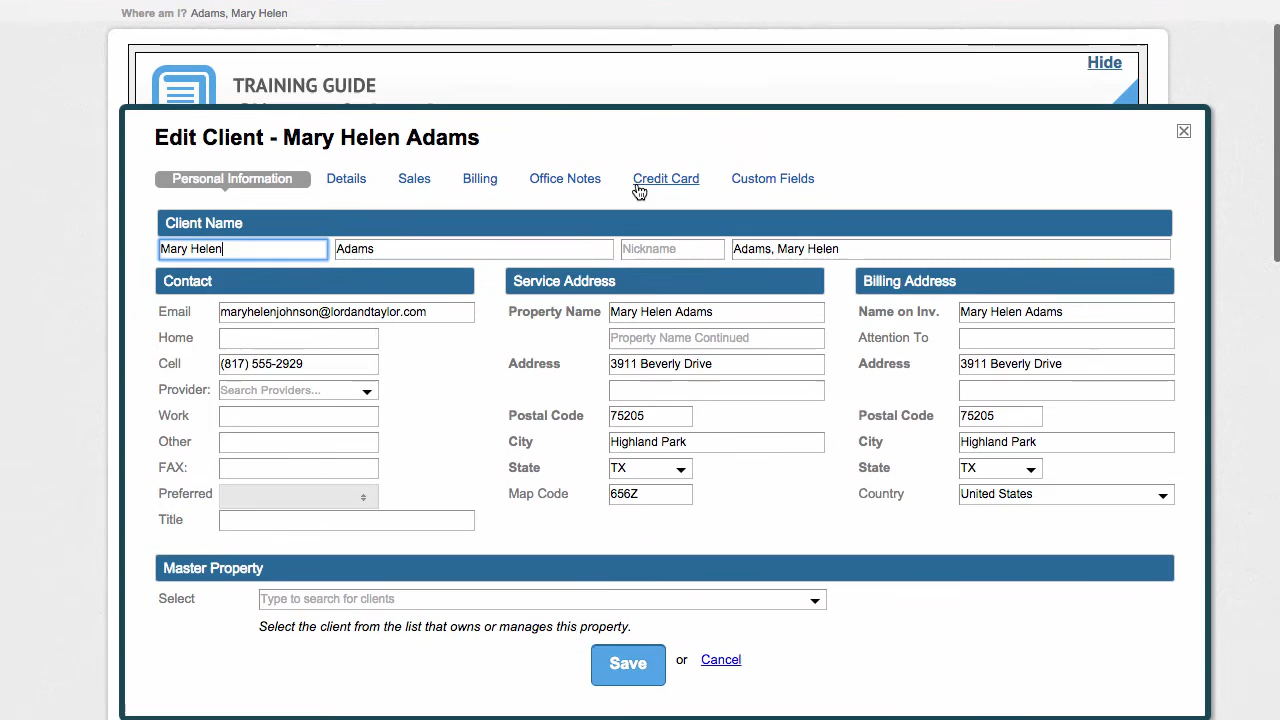 Where am I? Adams, Mary Helen
Hide
TRAINING GUIDE
Edit Client - Mary Helen Adams
Personal Information Details Sales Billing Office Notes Credit Card Custom Fields
Client Name
Mary Helen Adams Nickname Adams, Mary Helen
Contact Service Address Billing Address
Email maryhelenjohnson@lordandtaylor.com Property Name Mary Helen Adams Name on Inv. Mary Helen Adams
Home Property Name Continued Attention To
Cell (817) 555-2929 Address 3911 Beverly Drive Address 3911 Beverly Drive
Provider: Search Providers...
Work Postal Code 75205 Postal Code 75205
Other City Highland Park City Highland Park
FAX: State TX State TX
Preferred Map Code 656Z Country United States
Title
Master Property
Select Type to search for clients
Select the client from the list that owns or manages this property.
Save or Cancel